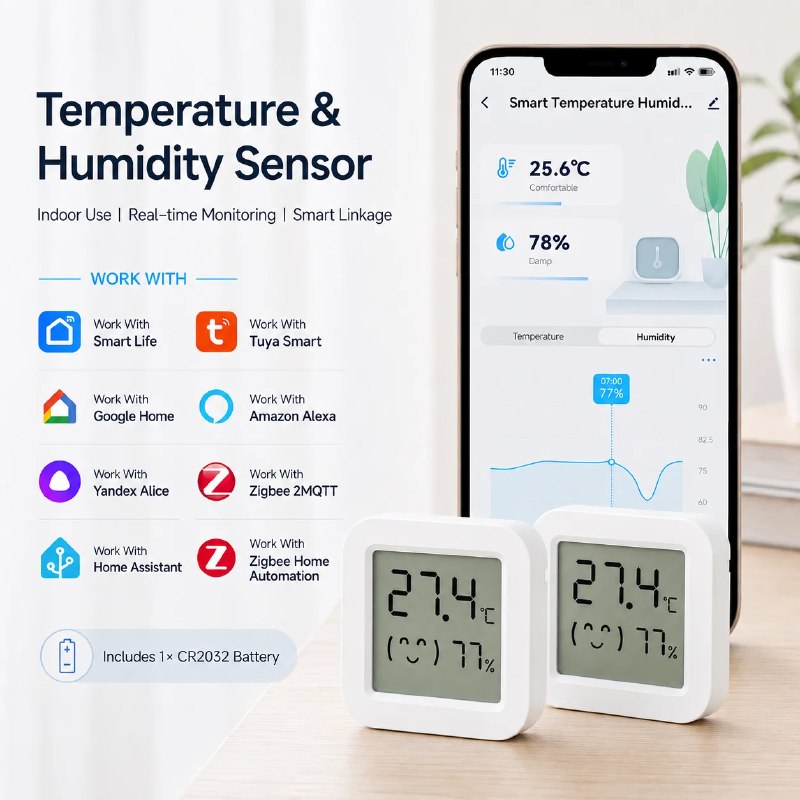 Temperature &
Humidity Sensor
Indoor Use | Real-time Monitoring | Smart Linkage
WORK WITH
Work With
Smart Life
Work With
Tuya Smart
Work With
Google Home
Work With
Amazon Alexa
Work With
Yandex Alice
Work With
Zigbee 2MQTT
Work With
Home Assistant
Work With
Zigbee Home
Automation
Includes 1× CR2032 Battery
11:30
Smart Temperature Humid...
25.6℃
Comfortable
78%
Damp
Temperature
Humidity
07:00
77%
90
82.5
75
60
27.4℃
77%
27.4℃
77%